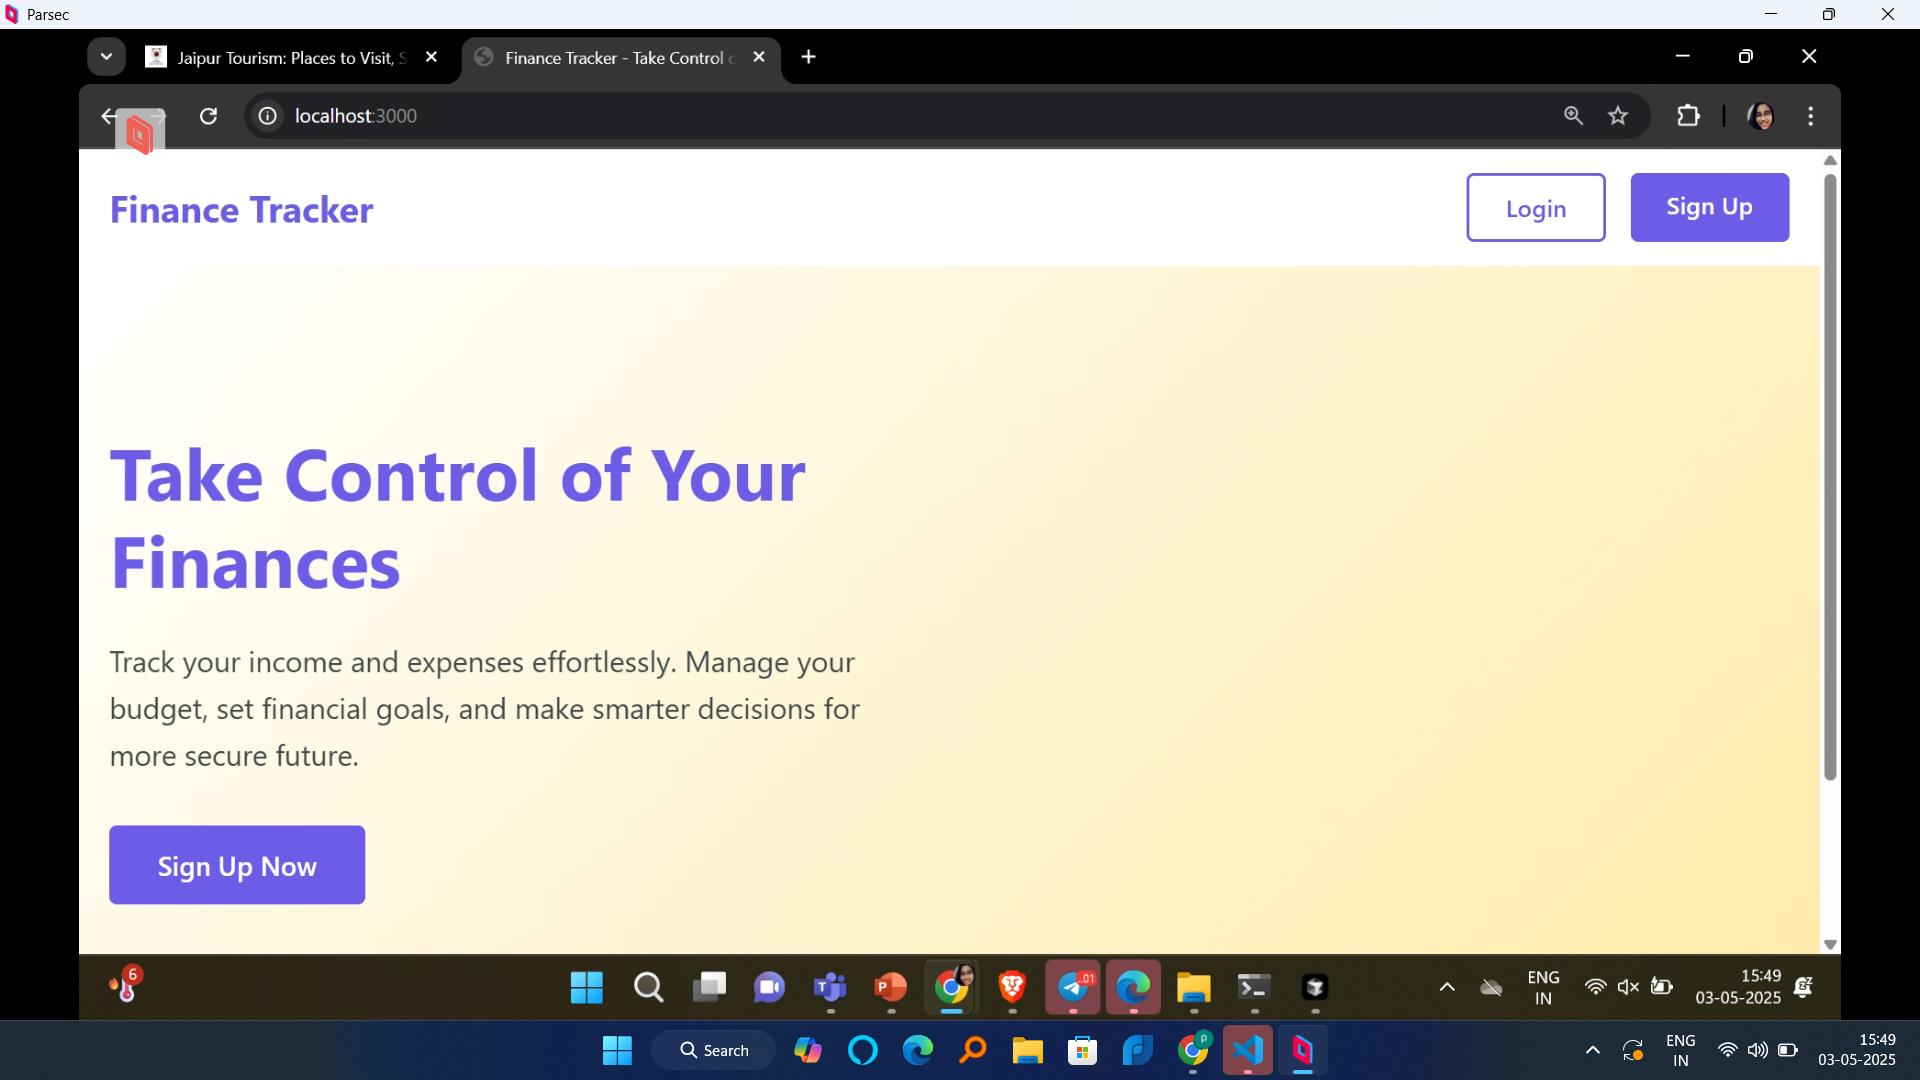 Parsec
Jaipur Tourism: Places to Visit, S
Finance Tracker - Take Control o
localhost:3000
Finance Tracker
Login
Sign Up
Take Control of Your
Finances
Track your income and expenses effortlessly. Manage your
budget, set financial goals, and make smarter decisions for
more secure future.
Sign Up Now
6
.01
ENG
IN
15:49
03-05-2025
Search
P
ENG
IN
15:49
03-05-2025